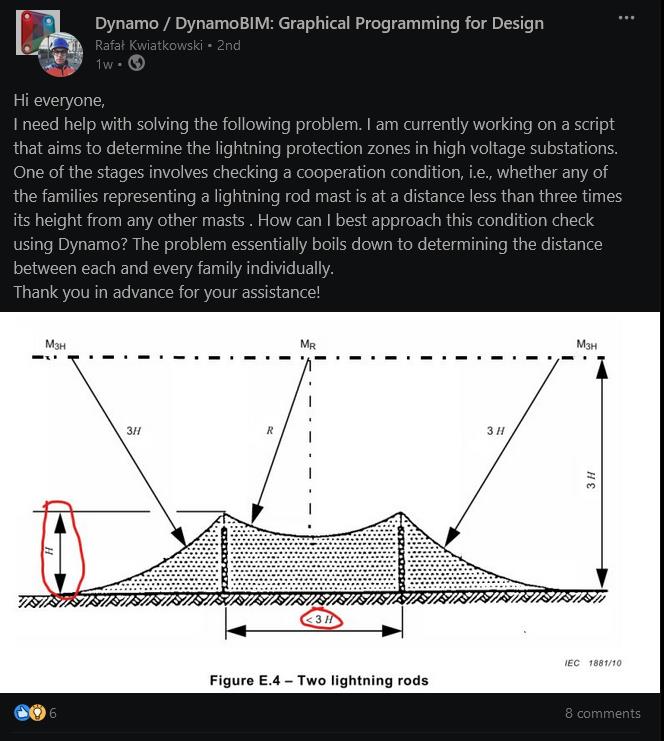 Dynamo / DynamoBIM: Graphical Programming for Design
Rafał Kwiatkowski • 2nd
1w •
Hi everyone,
I need help with solving the following problem. I am currently working on a script
that aims to determine the lightning protection zones in high voltage substations.
One of the stages involves checking a cooperation condition, i.e., whether any of
the families representing a lightning rod mast is at a distance less than three times
its height from any other masts . How can I best approach this condition check
using Dynamo? The problem essentially boils down to determining the distance
between each and every family individually.
Thank you in advance for your assistance!
M3H
MR
M3H
3H
R
3 H
3 H
H
< 3 H
IEC 1881/10
Figure E.4 – Two lightning rods
6
8 comments